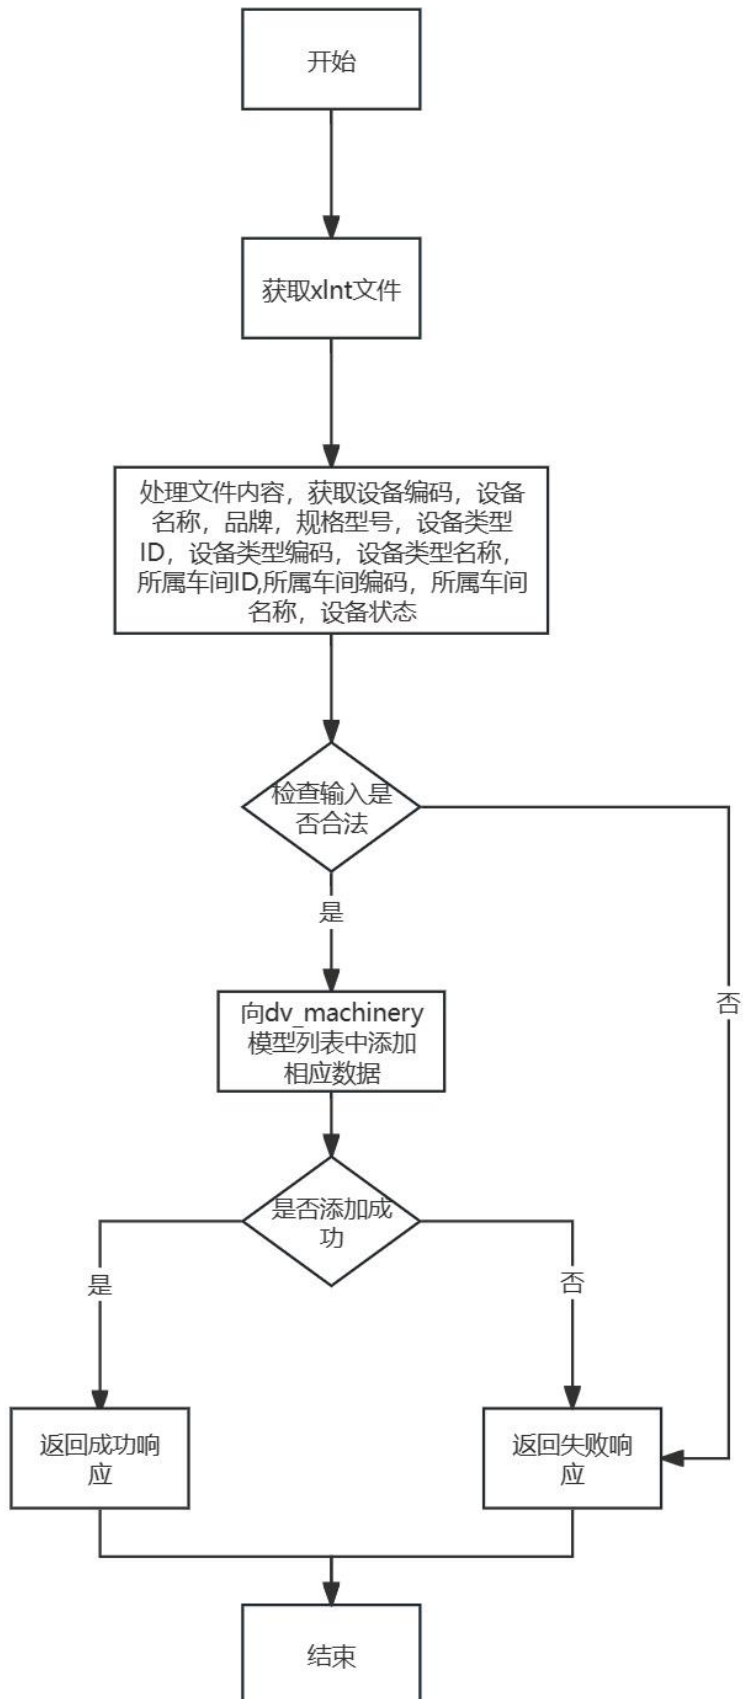 开始
获取xlnt文件
处理文件内容，获取设备编码，设备
名称，品牌，规格型号，设备类型
ID，设备类型编码，设备类型名称，
所属车间ID,所属车间编码，所属车间
名称，设备状态
检查输入是
否合法
是
否
向dv_machinery
模型列表中添加
相应数据
是否添加成
功
是
否
返回成功响
应
返回失败响
应
结束